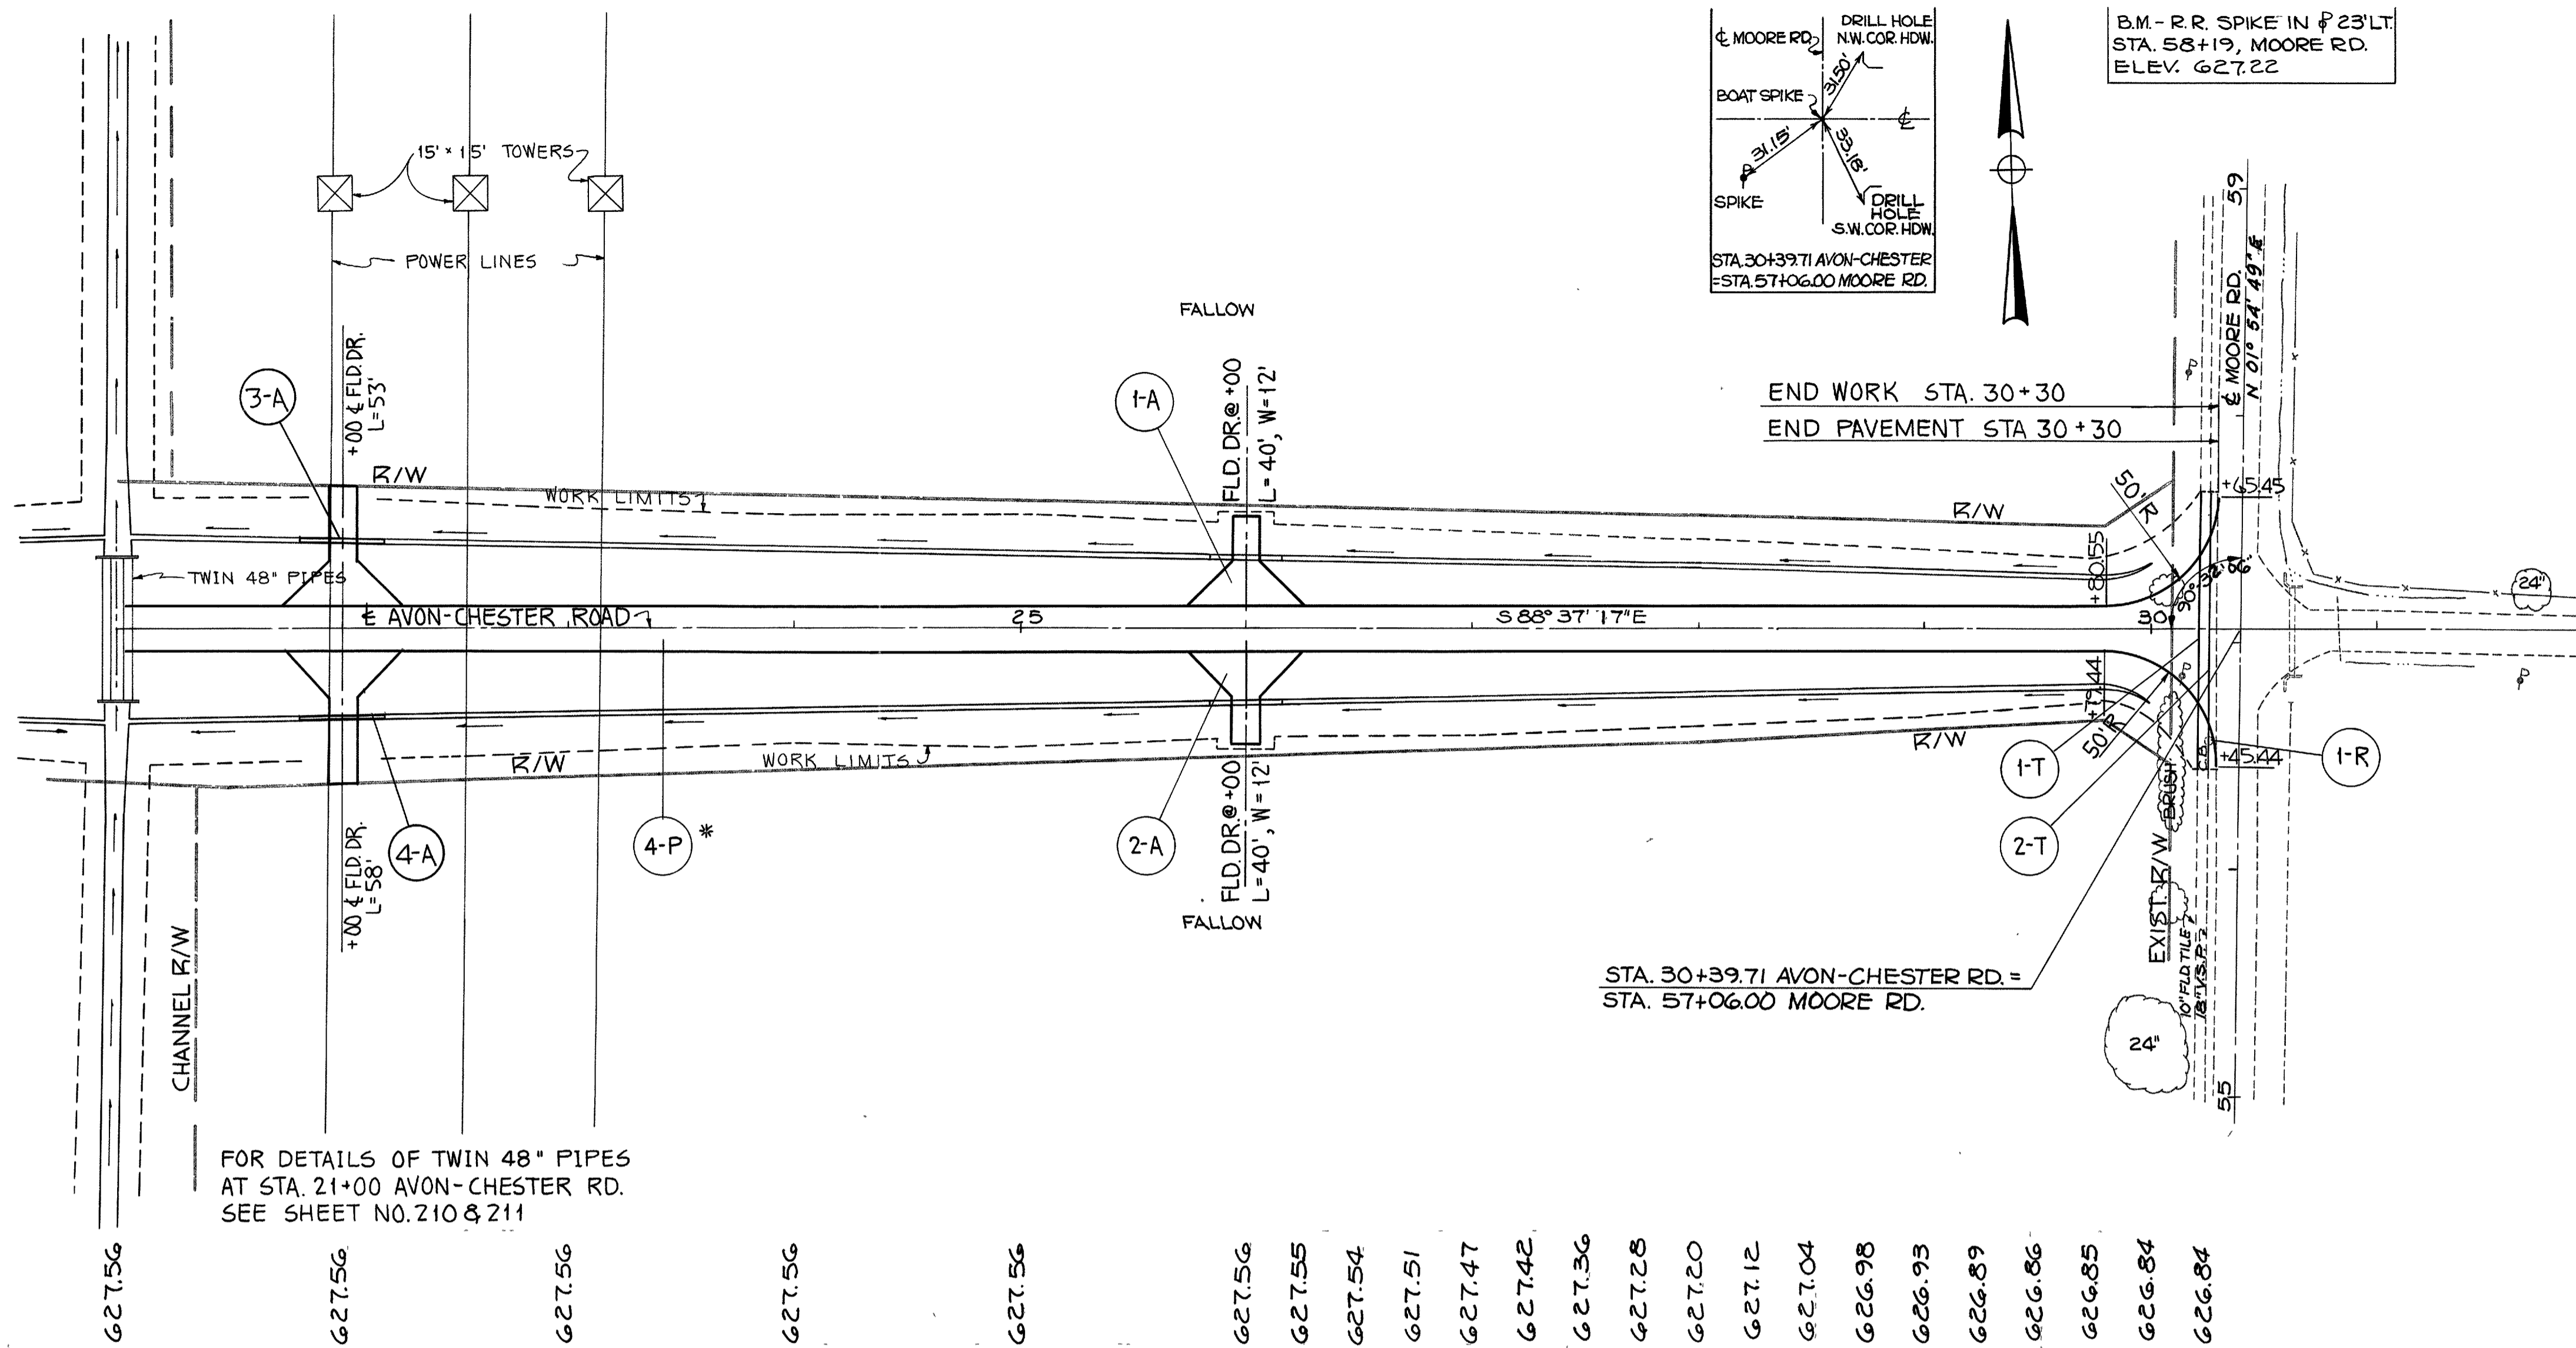 ℄ MOORE RD.
DRILL HOLE
N.W. COR. HDW.
31.50'
BOAT SPIKE
℄
31.15'
33.18'
SPIKE
DRILL
HOLE
S.W. COR. HDW.
STA. 30+39.71 AVON-CHESTER
=STA. 57+06.00 MOORE RD.
B.M. - R.R. SPIKE IN P 23' LT.
STA. 58+19, MOORE RD.
ELEV. 627.22
15' x 15' TOWERS
POWER LINES
FALLOW
59
℄ MOORE RD.
N 01° 54' 49" E
3-A
+00 ℄ FLD. DR.
L=53'
1-A
FLD. DR. @ +00
L= 40', W=12'
END WORK STA. 30+30
END PAVEMENT STA 30+30
R/W
WORK LIMITS
R/W
50' R
+65.45
+80.155
90° 32' 06"
24"
TWIN 48" PIPES
℄ AVON-CHESTER ROAD
25
S 88° 37' 17" E
30
+79.44
50' R
R/W
WORK LIMITS
R/W
C.B.
+45.44
BRUSH
1-T
1-R
4-A
4-P *
2-A
2-T
+00 ℄ FLD. DR.
L=58'
FLD. DR. @ +00
L=40', W=12'
FALLOW
CHANNEL R/W
EXIST. R/W
10" FLD TILE
18" V.S.P.
STA. 30+39.71 AVON-CHESTER RD. =
STA. 57+06.00 MOORE RD.
24"
55
FOR DETAILS OF TWIN 48" PIPES
AT STA. 21+00 AVON-CHESTER RD.
SEE SHEET NO. 210 & 211
627.56
627.56
627.56
627.56
627.56
627.56
627.55
627.54
627.51
627.47
627.42
627.36
627.28
627.20
627.12
627.04
626.98
626.93
626.89
626.86
626.85
626.84
626.84